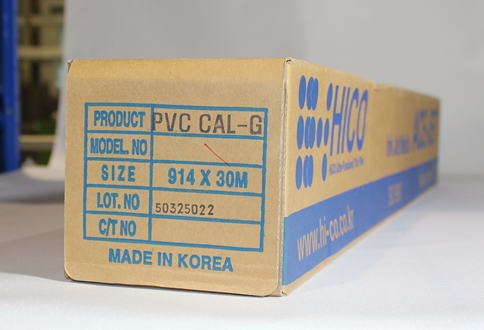 PRODUCT PVC CAL-G
MODEL. NO
SIZE 914 X 30M
LOT. NO 50325022
C/T NO
MADE IN KOREA
HICO
www.hi-co.co.kr